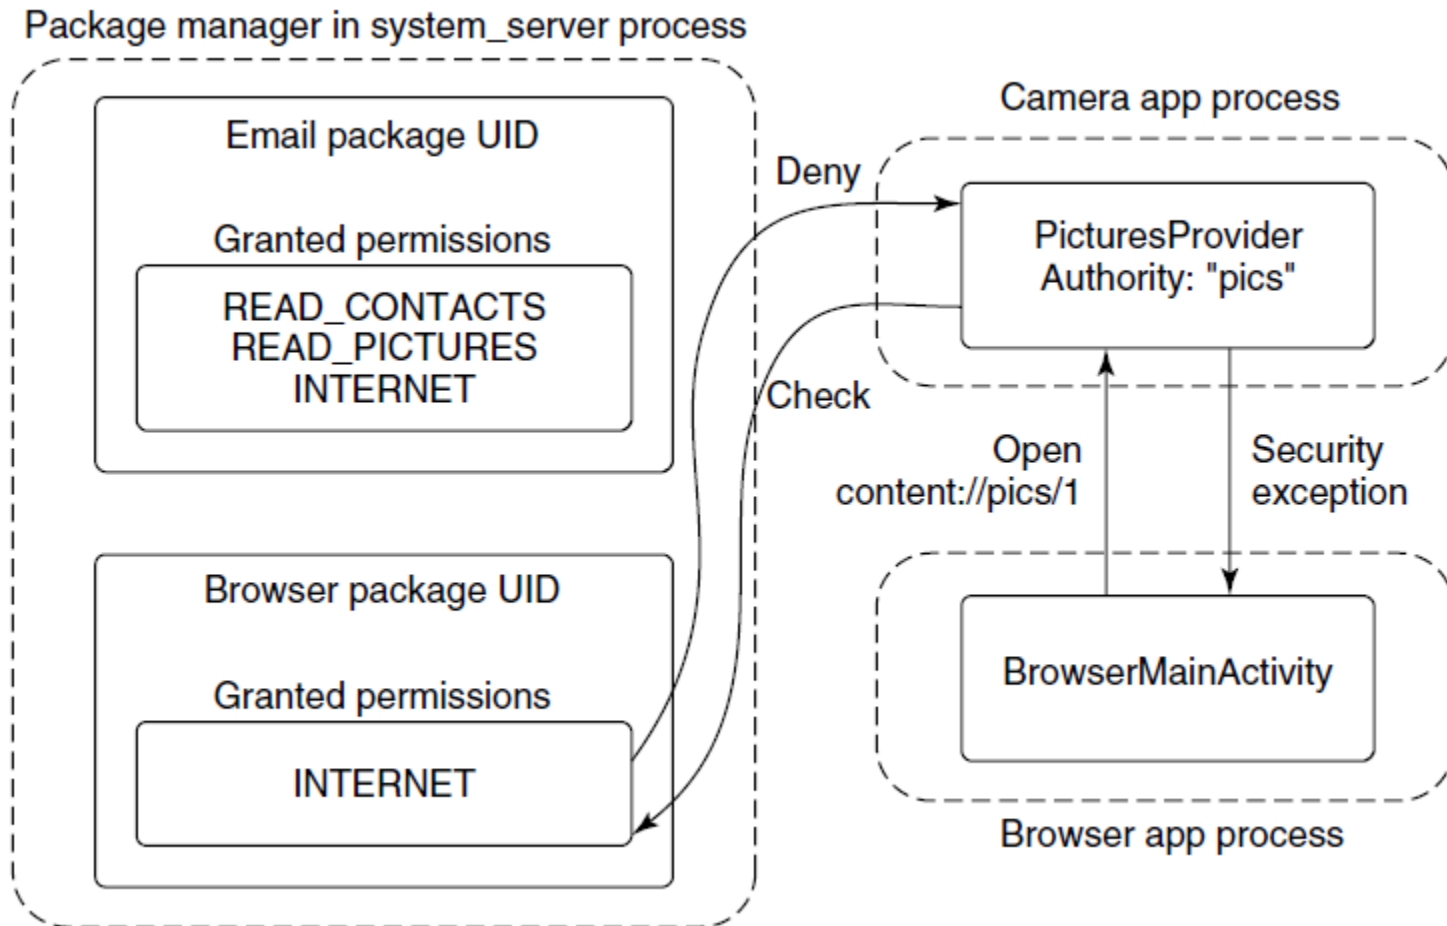 Package manager in system_server process
Email package UID
Granted permissions
READ_CONTACTS
READ_PICTURES
INTERNET
Browser package UID
Granted permissions
INTERNET
Deny
Check
Camera app process
PicturesProvider
Authority: "pics"
Open
content://pics/1
Security
exception
BrowserMainActivity
Browser app process